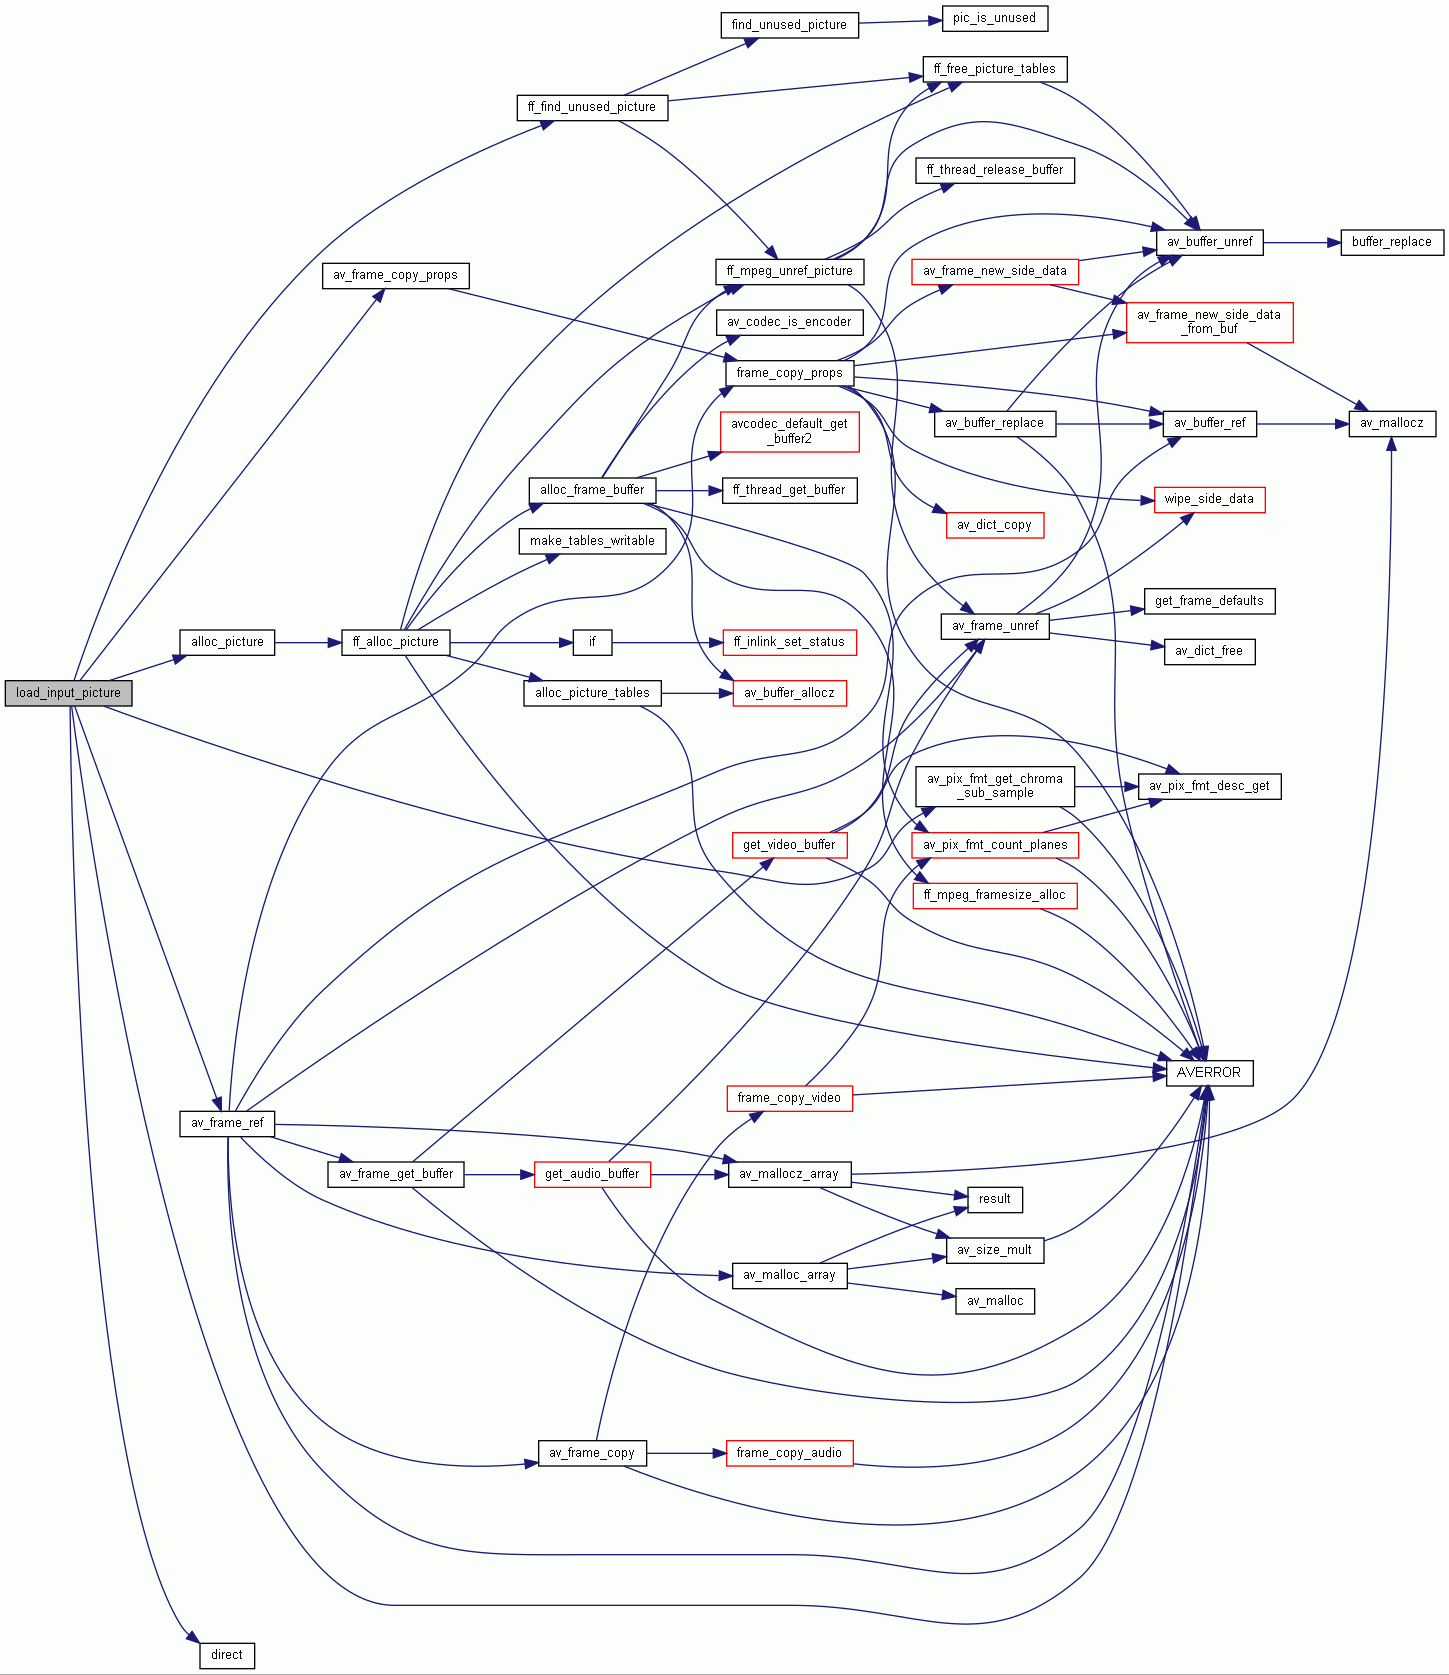 find_unused_picture
pic_is_unused
ff_free_picture_tables
ff_find_unused_picture
ff_thread_release_buffer
av_buffer_unref
buffer_replace
av_frame_copy_props
ff_mpeg_unref_picture
av_frame_new_side_data
av_frame_new_side_data
_from_buf
av_codec_is_encoder
frame_copy_props
avcodec_default_get
_buffer2
av_buffer_replace
av_buffer_ref
av_mallocz
alloc_frame_buffer
ff_thread_get_buffer
wipe_side_data
av_dict_copy
make_tables_writable
get_frame_defaults
av_frame_unref
av_dict_free
alloc_picture
ff_alloc_picture
if
ff_inlink_set_status
load_input_picture
alloc_picture_tables
av_buffer_allocz
av_pix_fmt_get_chroma
_sub_sample
av_pix_fmt_desc_get
get_video_buffer
av_pix_fmt_count_planes
ff_mpeg_framesize_alloc
AVERROR
frame_copy_video
av_frame_ref
av_frame_get_buffer
get_audio_buffer
av_mallocz_array
result
av_size_mult
av_malloc_array
av_malloc
av_frame_copy
frame_copy_audio
direct